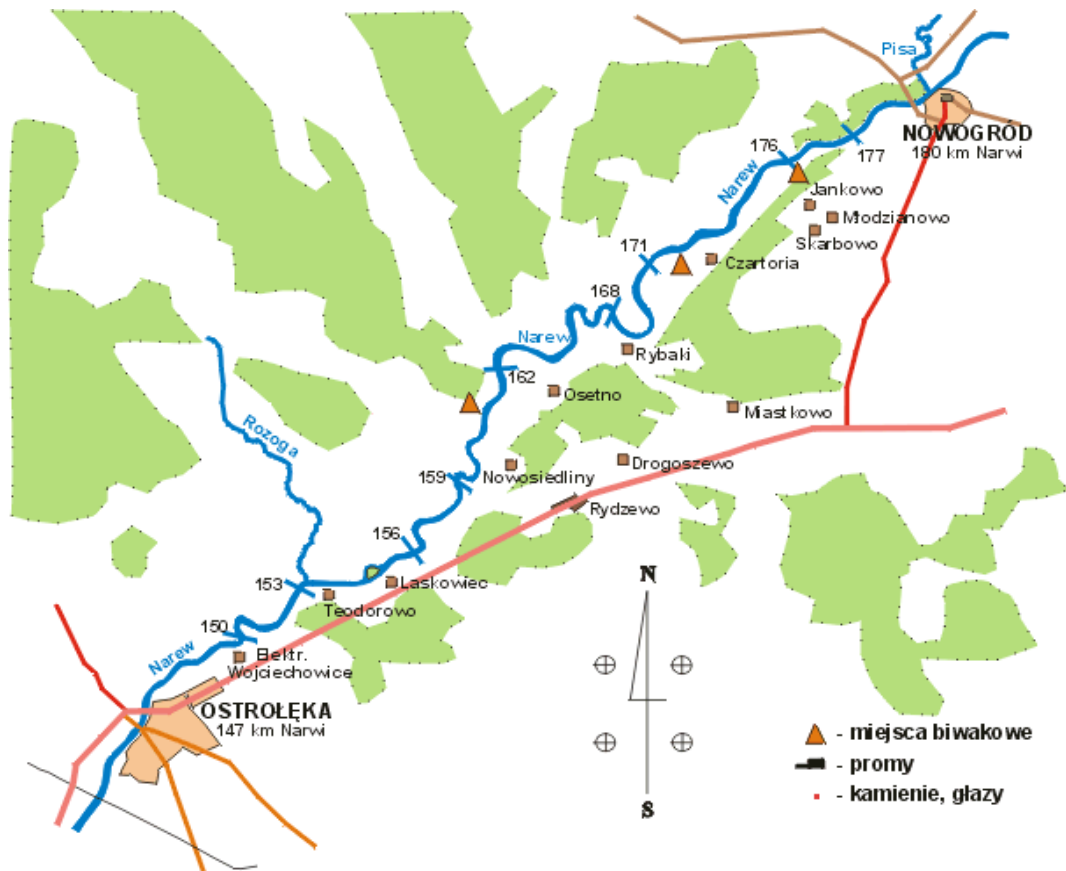 Pisa
NOWOGRÓD
180 km Narwi
177
176
Narew
Jankowo
Młodzianowo
Skarbowo
171
Czartoria
168
Narew
Rybaki
162
Osetno
Miastkowo
Rozoga
159
Nowosiedliny
Drogoszewo
Rydzewo
156
153
Laskowiec
Teodorowo
150
Narew
Elektr.
Wojciechowice
OSTROŁĘKA
147 km Narwi
N
S
- miejsca biwakowe
- promy
- kamienie, głazy